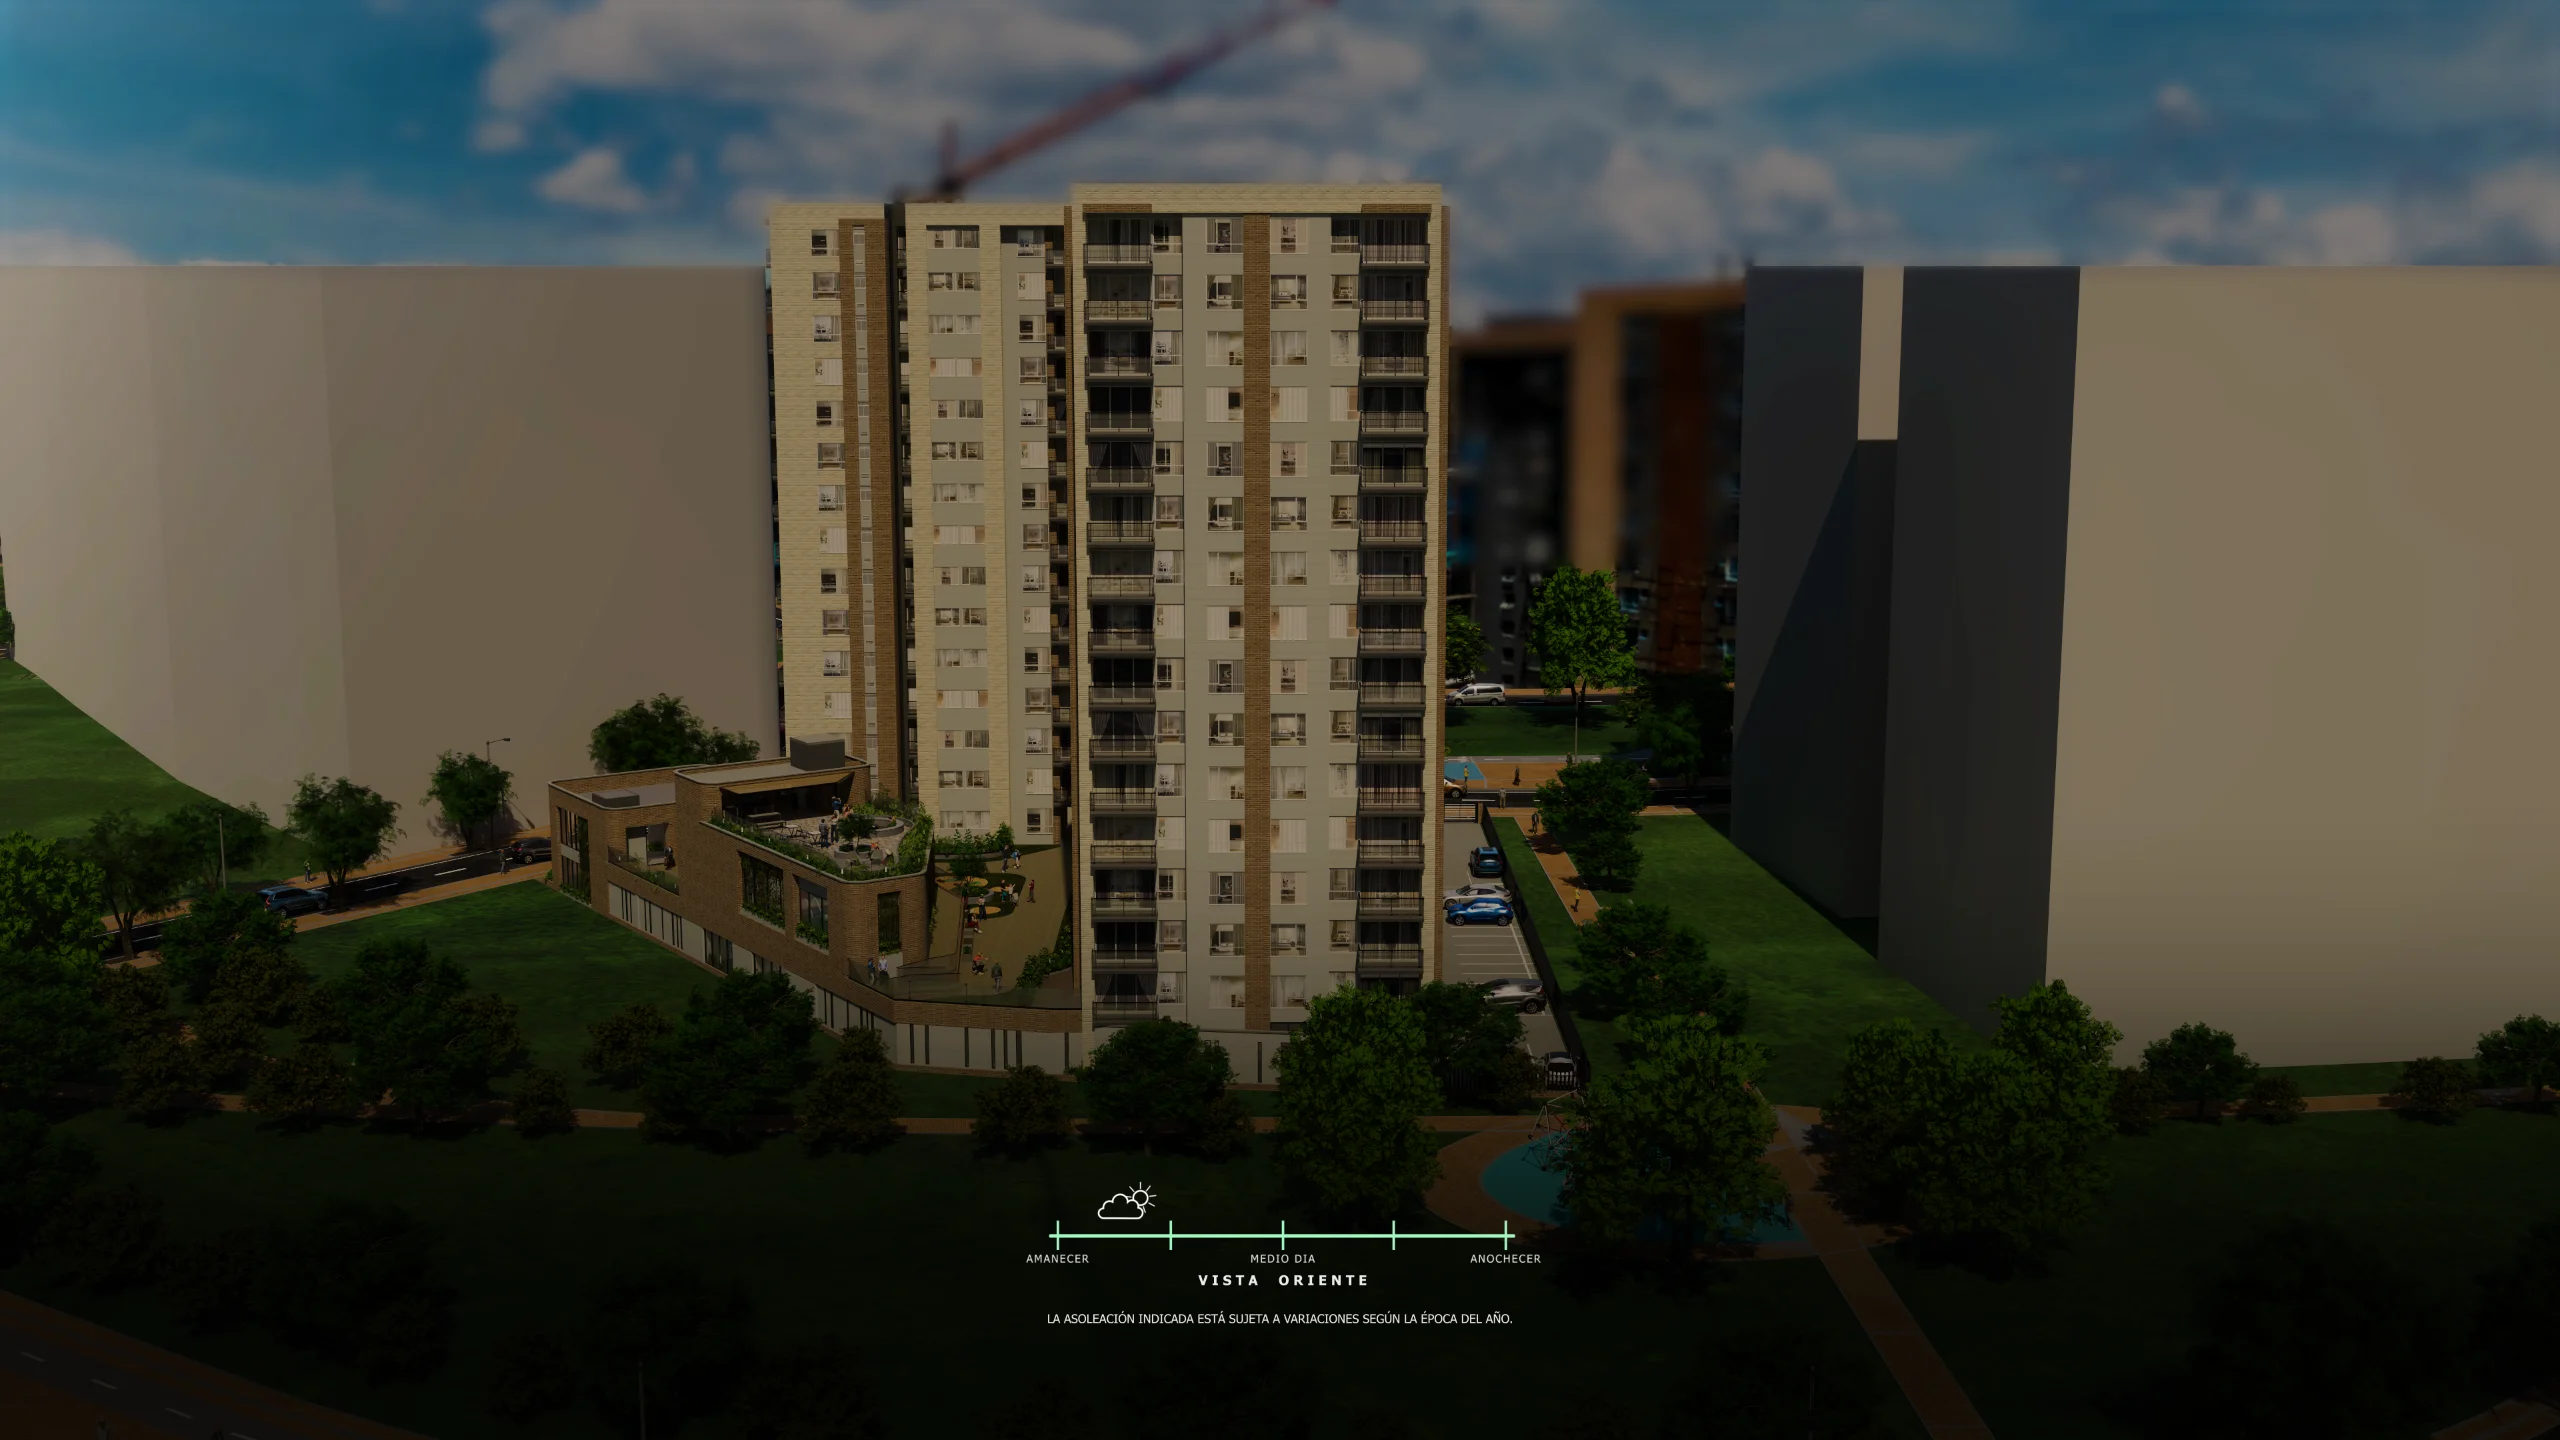 AMANECER MEDIO DIA ANOCHECER
VISTA ORIENTE
LA ASOLEACIÓN INDICADA ESTÁ SUJETA A VARIACIONES SEGÚN LA ÉPOCA DEL AÑO.